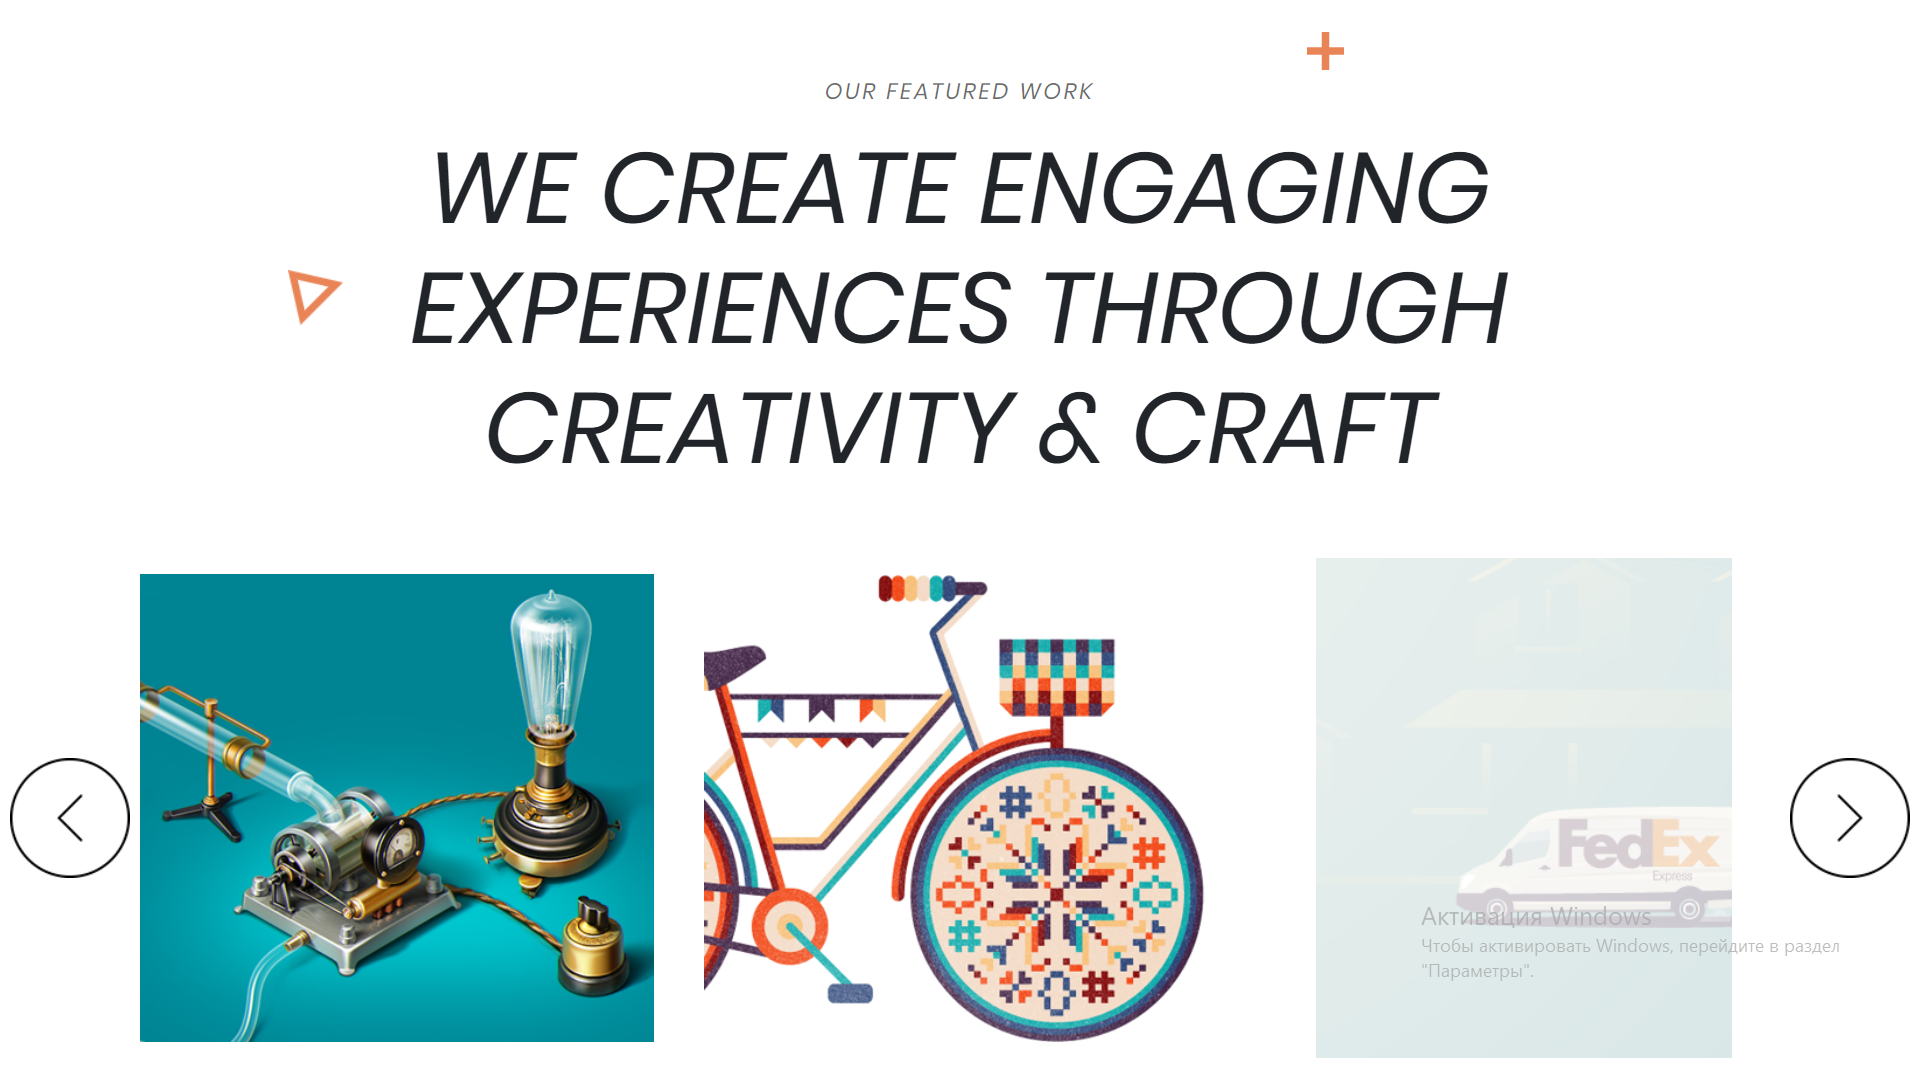 OUR FEATURED WORK
WE CREATE ENGAGING
EXPERIENCES THROUGH
CREATIVITY & CRAFT
FedEx
Express
Активация Windows
Чтобы активировать Windows, перейдите в раздел
"Параметры".